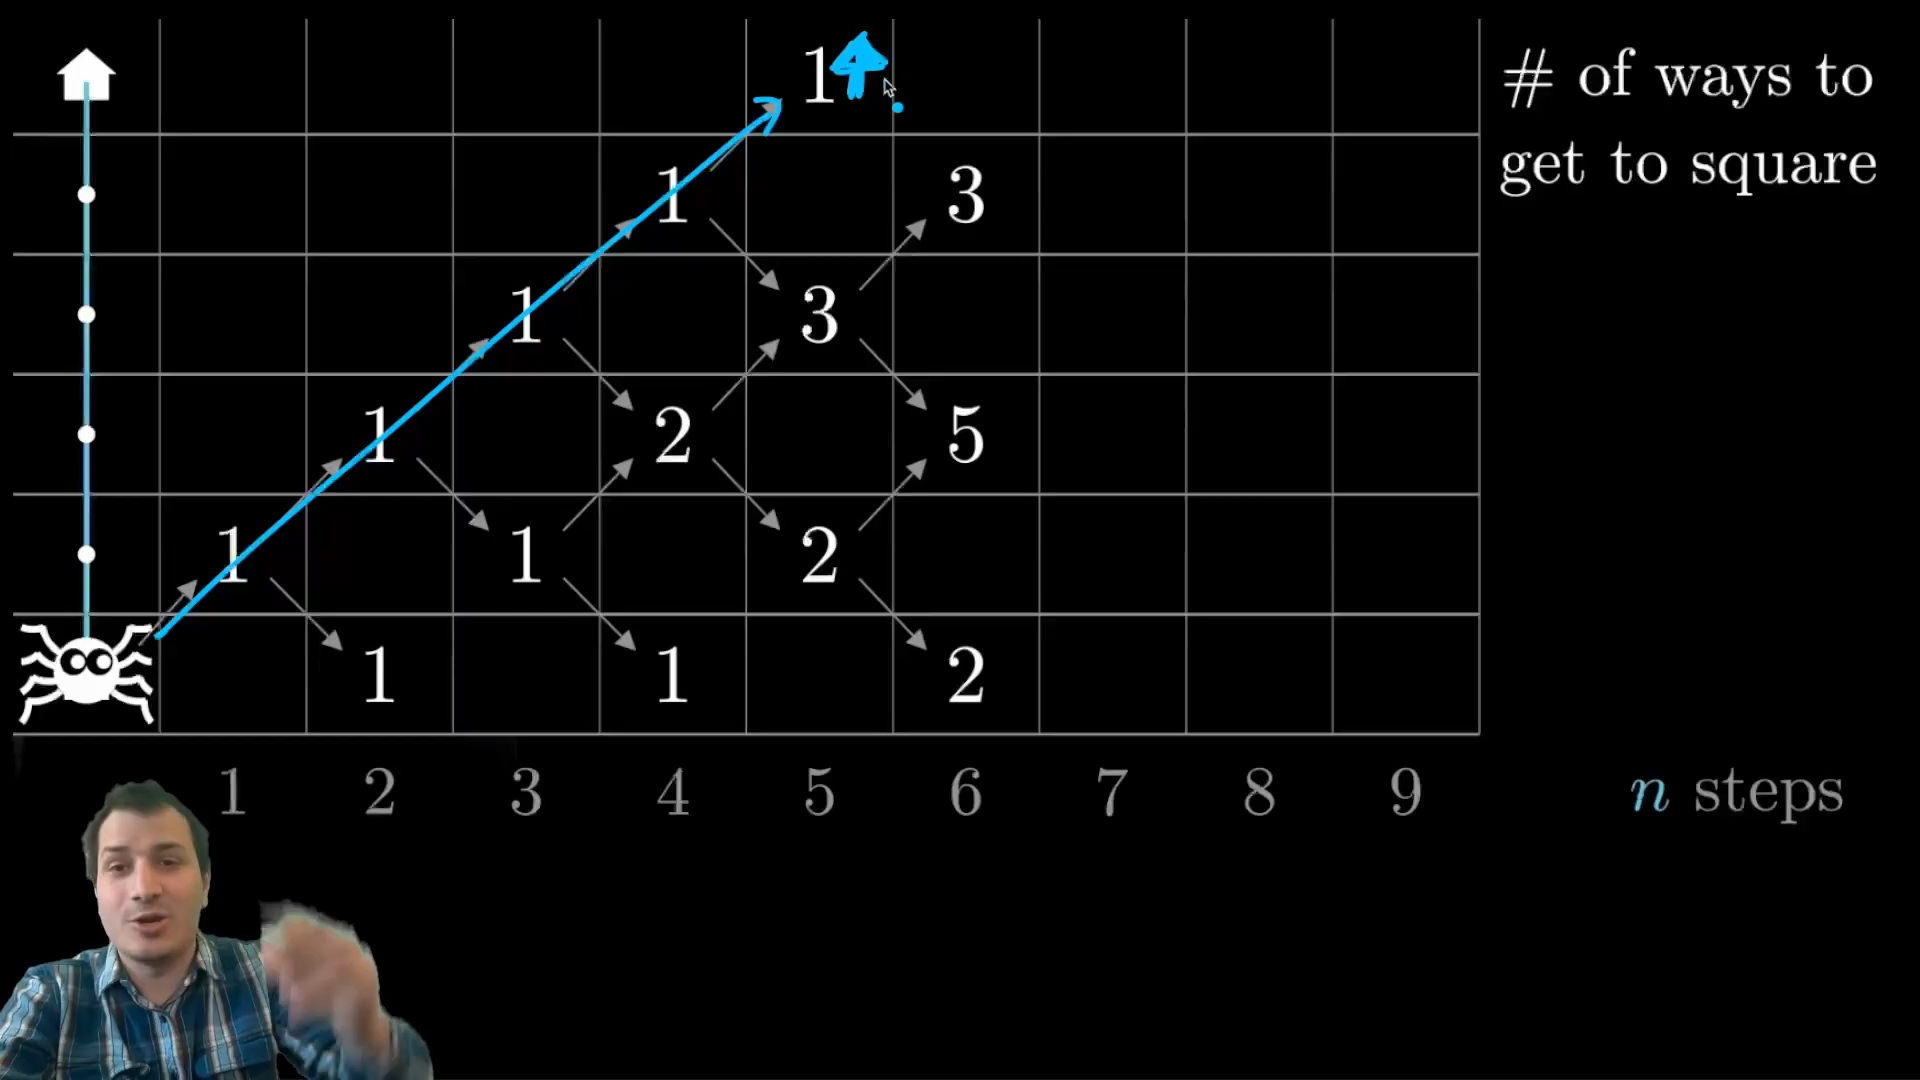 1
# of ways to
1 3
get to square
1 3
1 2 5
1 1 2
1 1 2
1 2 3 4 5 6 7 8 9
n steps